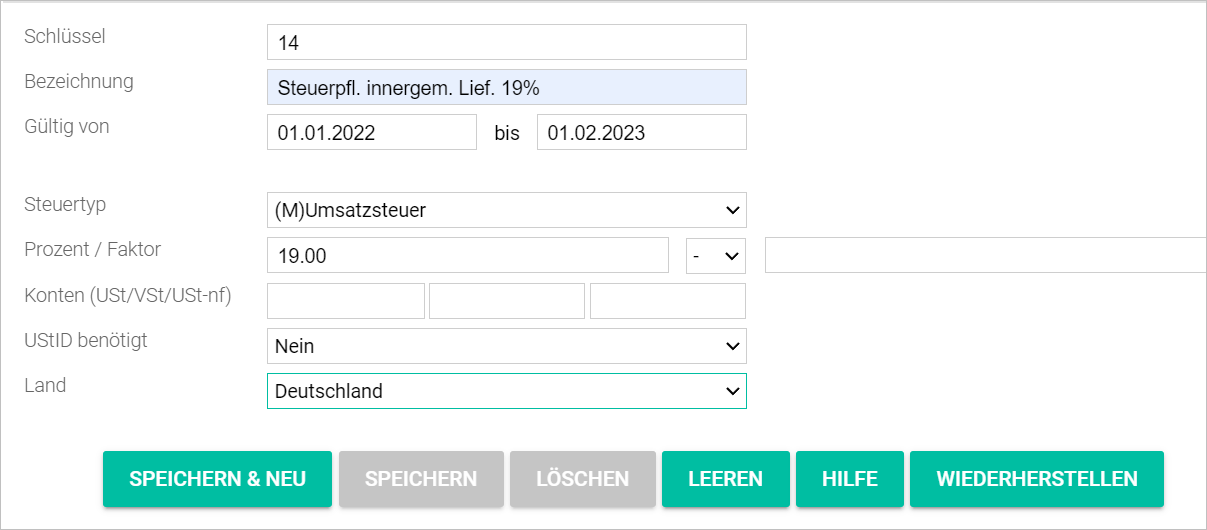 Schlüssel 14
Bezeichnung Steuerpfl. innergem. Lief. 19%
Gültig von 01.01.2022 bis 01.02.2023
Steuertyp (M)Umsatzsteuer
Prozent / Faktor 19.00 -
Konten (USt/VSt/USt-nf)
UStID benötigt Nein
Land Deutschland
SPEICHERN & NEU SPEICHERN LÖSCHEN LEEREN HILFE WIEDERHERSTELLEN